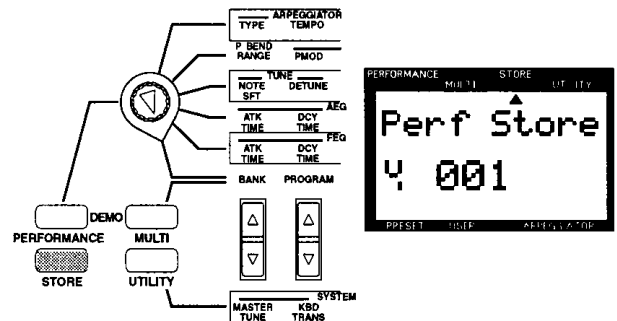 ARPEGGIATOR
TYPE TEMPO
P BEND
RANGE PMOD
TUNE
NOTE DETUNE
SFT
AEG
ATK DCY
TIME TIME
FEG
ATK DCY
TIME TIME
BANK PROGRAM
DEMO
PERFORMANCE MULTI
STORE UTILITY
SYSTEM
MASTER KBD
TUNE TRANS
PERFORMANCE STORE
MULTI UTILITY
Perf Store
001
PRESET USER ARPEGGIATOR